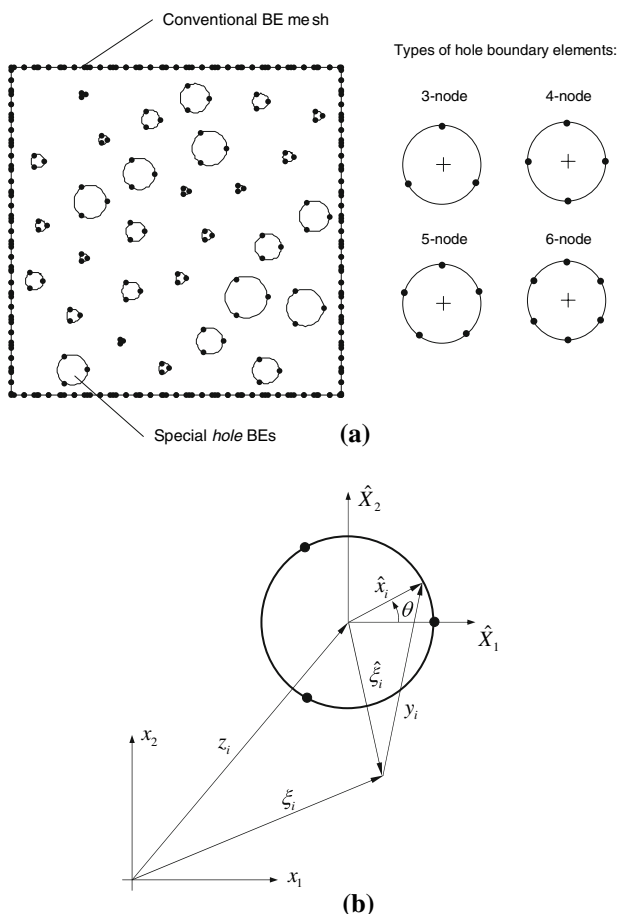 Conventional BE mesh
Types of hole boundary elements:
3-node
4-node
5-node
6-node
Special hole BEs
(a)
X̂₂
x̂ᵢ
θ
X̂₁
ξ̂ᵢ
yᵢ
zᵢ
x₂
ξᵢ
x₁
(b)